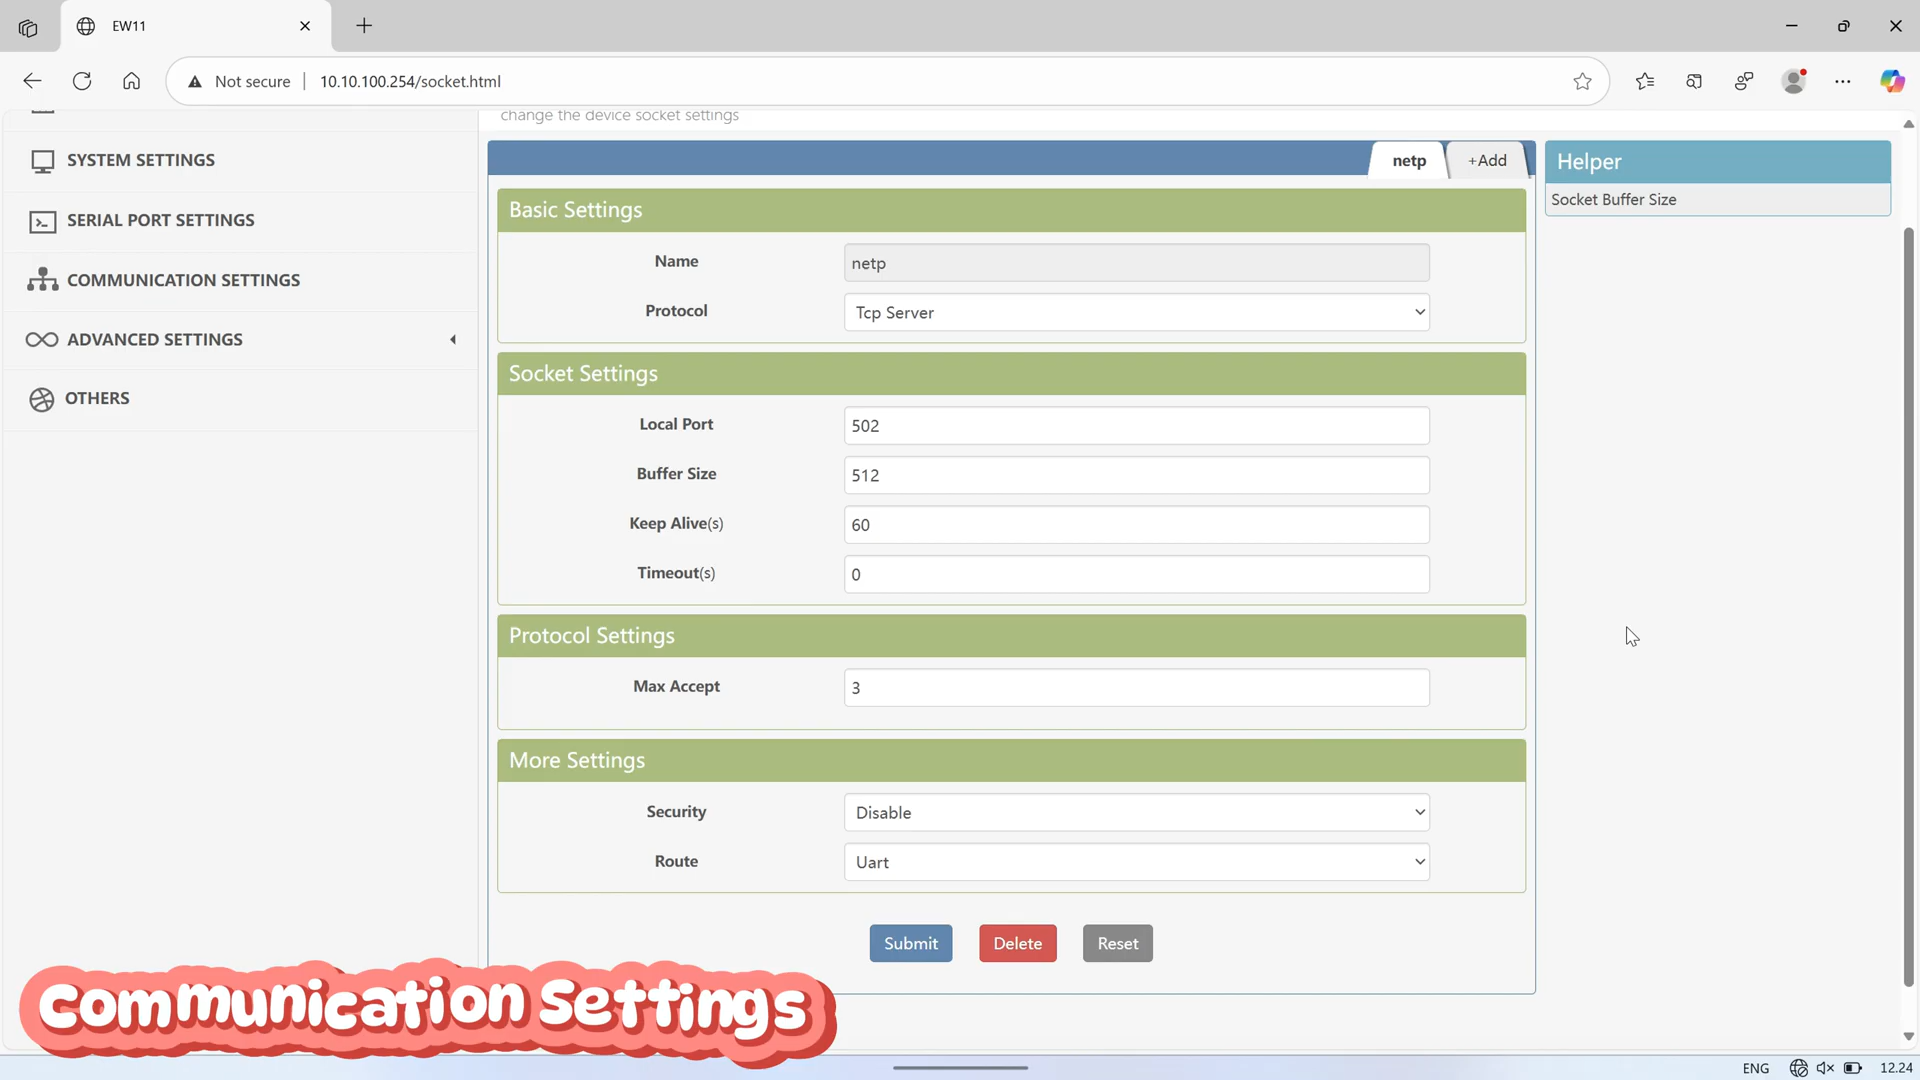 EW11
Not secure
10.10.100.254/socket.html
change the device socket settings
SYSTEM SETTINGS
SERIAL PORT SETTINGS
COMMUNICATION SETTINGS
ADVANCED SETTINGS
OTHERS
netp
+Add
Basic Settings
Name
netp
Protocol
Tcp Server
Socket Settings
Local Port
502
Buffer Size
512
Keep Alive(s)
60
Timeout(s)
0
Protocol Settings
Max Accept
3
More Settings
Security
Disable
Route
Uart
Submit
Delete
Reset
Helper
Socket Buffer Size
Communication Settings
ENG
12.24